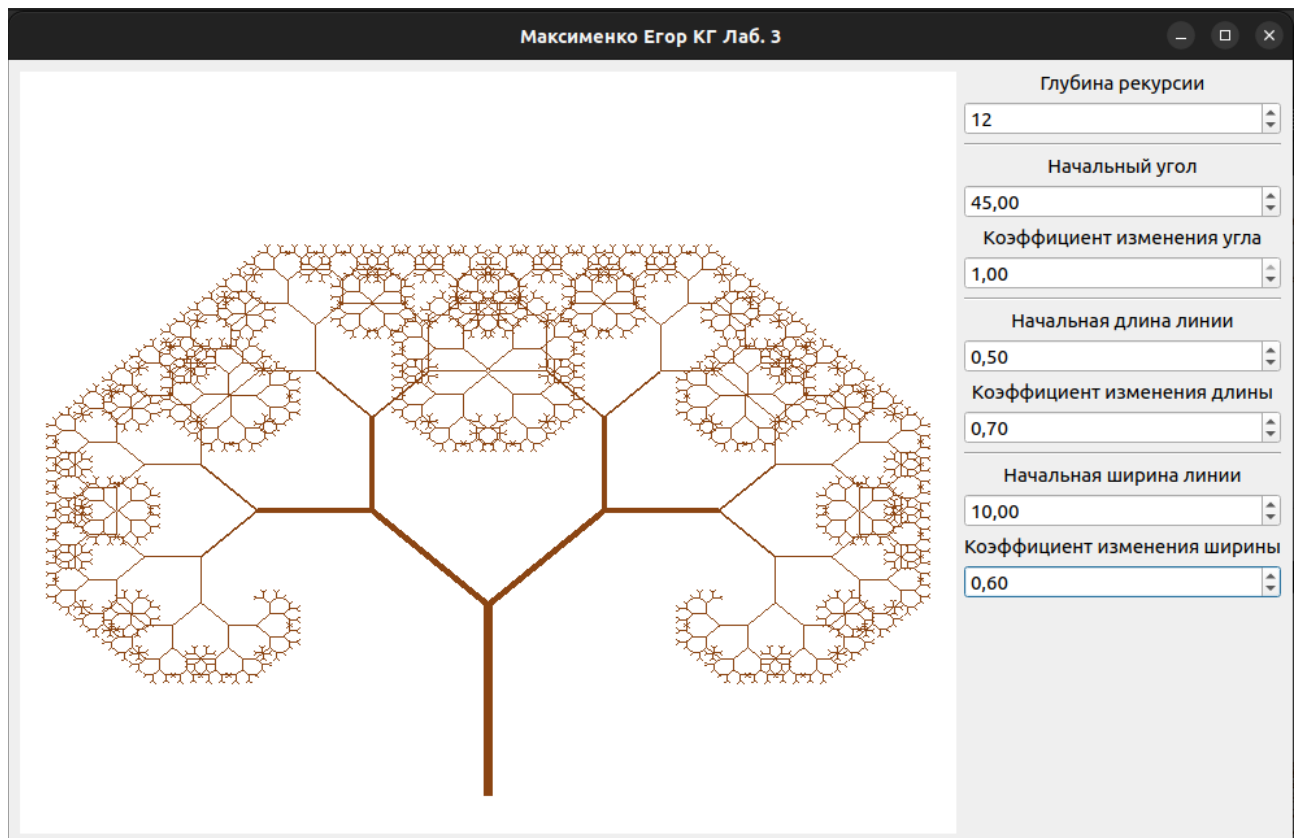 Максименко Егор КГ Лаб. 3
Глубина рекурсии
12
Начальный угол
45,00
Коэффициент изменения угла
1,00
Начальная длина линии
0,50
Коэффициент изменения длины
0,70
Начальная ширина линии
10,00
Коэффициент изменения ширины
0,60